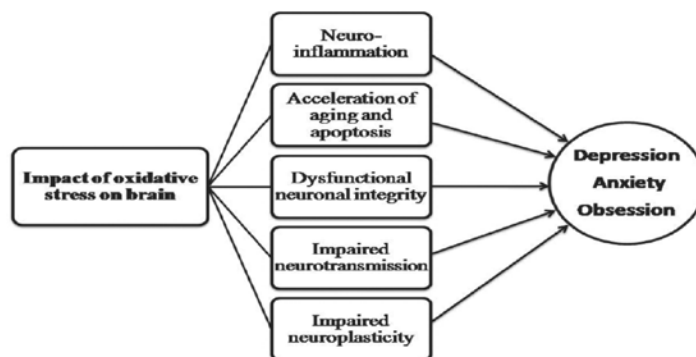 Neuro-
inflammation
Acceleration of
aging and
apoptosis
Impact of oxidative
stress on brain
Dysfunctional
neuronal integrity
Impaired
neurotransmission
Impaired
neuroplasticity
Depression
Anxiety
Obsession